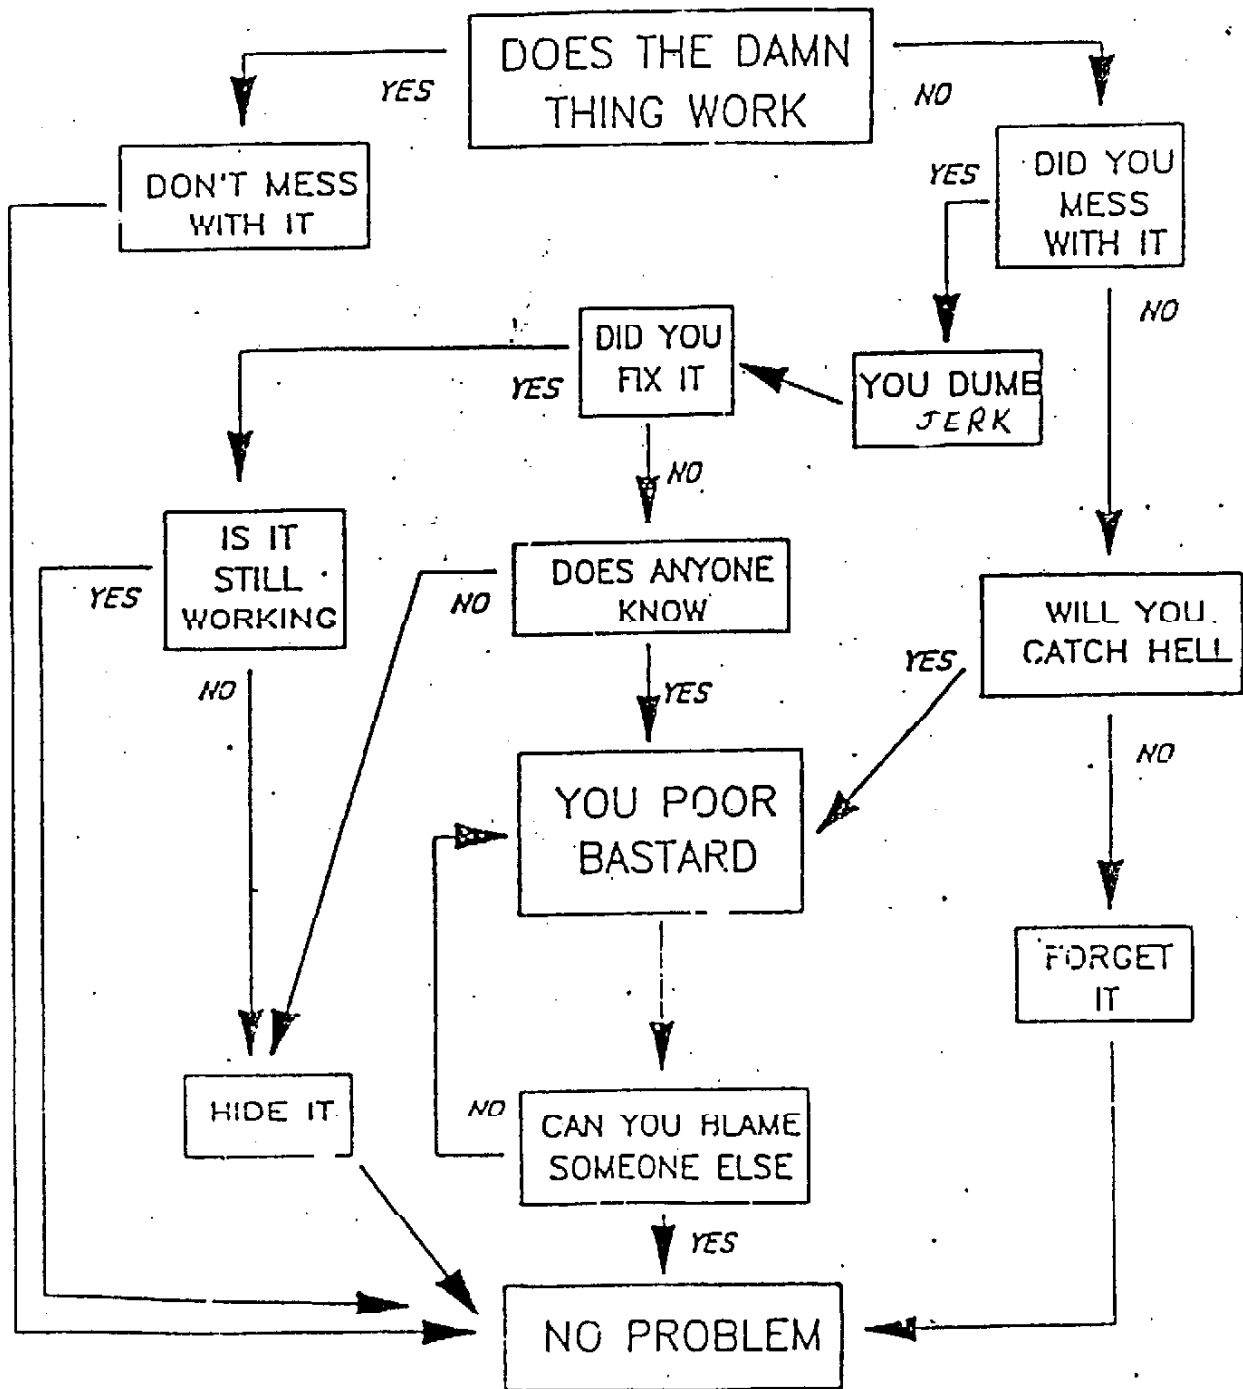 DOES THE DAMN
THING WORK
YES
NO
DON'T MESS
WITH IT
YES
DID YOU
MESS
WITH IT
NO
DID YOU
FIX IT
YES
YOU DUMB
JERK
NO
IS IT
STILL
WORKING
YES
NO
DOES ANYONE
KNOW
NO
YES
WILL YOU
CATCH HELL
YES
NO
YOU POOR
BASTARD
FORGET
IT
HIDE IT
NO
CAN YOU BLAME
SOMEONE ELSE
YES
NO PROBLEM